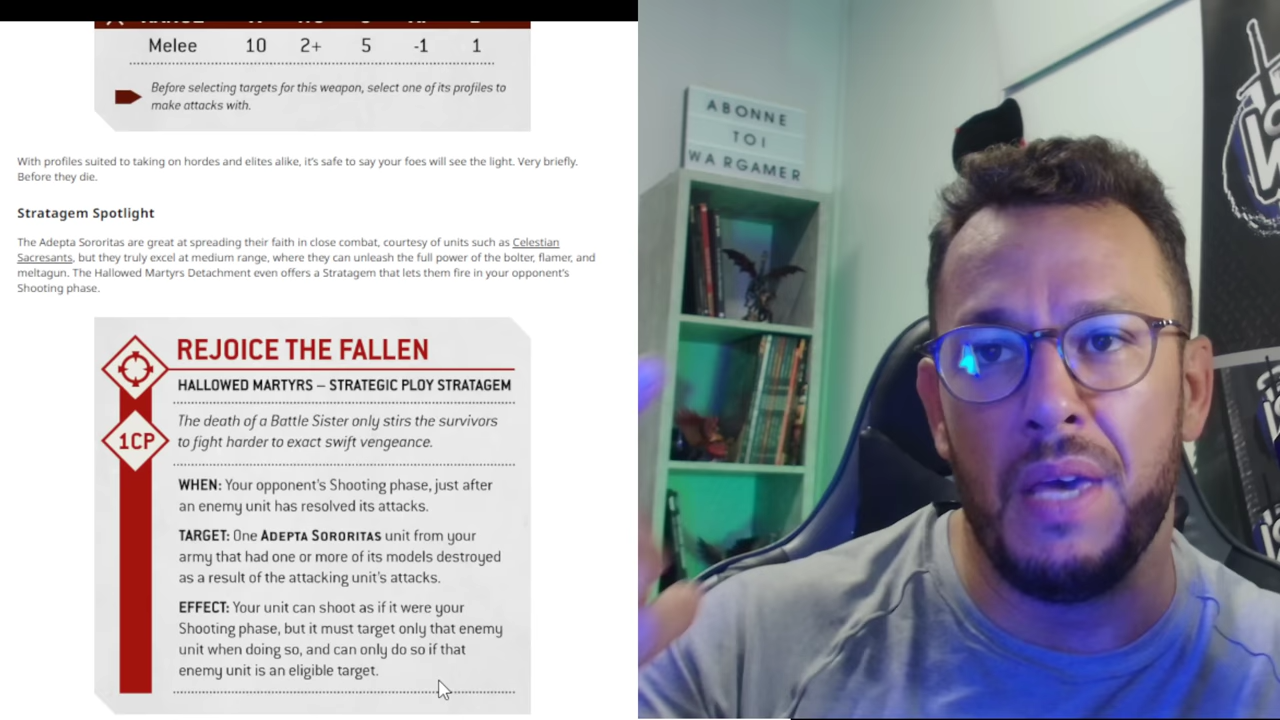 Melee 10 2+ 5 -1 1
Before selecting targets for this weapon, select one of its profiles to
make attacks with.
With profiles suited to taking on hordes and elites alike, it's safe to say your foes will see the light. Very briefly.
Before they die.
Stratagem Spotlight
The Adepta Sororitas are great at spreading their faith in close combat, courtesy of units such as Celestian
Sacresants, but they truly excel at medium range, where they can unleash the full power of the bolter, flamer, and
meltagun. The Hallowed Martyrs Detachment even offers a Stratagem that lets them fire in your opponent's
Shooting phase.
REJOICE THE FALLEN
HALLOWED MARTYRS – STRATEGIC PLOY STRATAGEM
1CP
The death of a Battle Sister only stirs the survivors
to fight harder to exact swift vengeance.
WHEN: Your opponent's Shooting phase, just after
an enemy unit has resolved its attacks.
TARGET: One ADEPTA SORORITAS unit from your
army that had one or more of its models destroyed
as a result of the attacking unit's attacks.
EFFECT: Your unit can shoot as if it were your
Shooting phase, but it must target only that enemy
unit when doing so, and can only do so if that
enemy unit is an eligible target.
ABONNE
TOI
WARGAMER